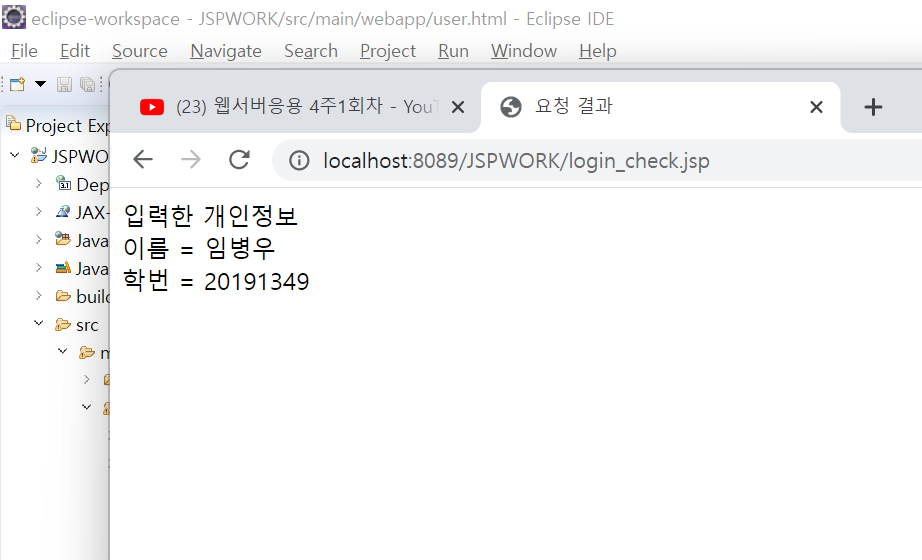 eclipse-workspace - JSPWORK/src/main/webapp/user.html - Eclipse IDE
File Edit Source Navigate Search Project Run Window Help
(23) 웹서버응용 4주1회차 - YouT
요청 결과
localhost:8089/JSPWORK/login_check.jsp
입력한 개인정보
이름 = 임병우
학번 = 20191349
Project Exp
JSPWO
Dep
JAX-
Java
Java
build
src
m